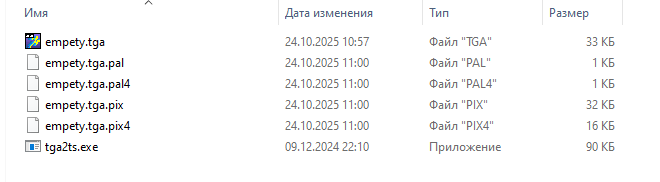 Имя Дата изменения Тип Размер
empety.tga 24.10.2025 10:57 Файл "TGA" 33 КБ
empety.tga.pal 24.10.2025 11:00 Файл "PAL" 1 КБ
empety.tga.pal4 24.10.2025 11:00 Файл "PAL4" 1 КБ
empety.tga.pix 24.10.2025 11:00 Файл "PIX" 32 КБ
empety.tga.pix4 24.10.2025 11:00 Файл "PIX4" 16 КБ
tga2ts.exe 09.12.2024 22:10 Приложение 90 КБ